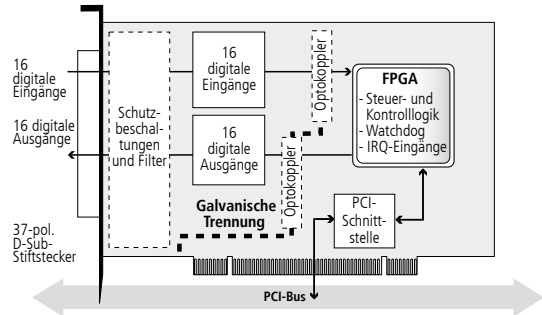 16
digitale
Eingänge
16 digitale
Ausgänge
37-pol.
D-Sub-
Stiftstecker
Schutz-
beschal-
tungen
und Filter
16
digitale
Eingänge
16
digitale
Ausgänge
Optokoppler
Optokoppler
Galvanische
Trennung
FPGA
- Steuer- und
Kontrolllogik
- Watchdog
- IRQ-Eingänge
PCI-
Schnitt-
stelle
PCI-Bus